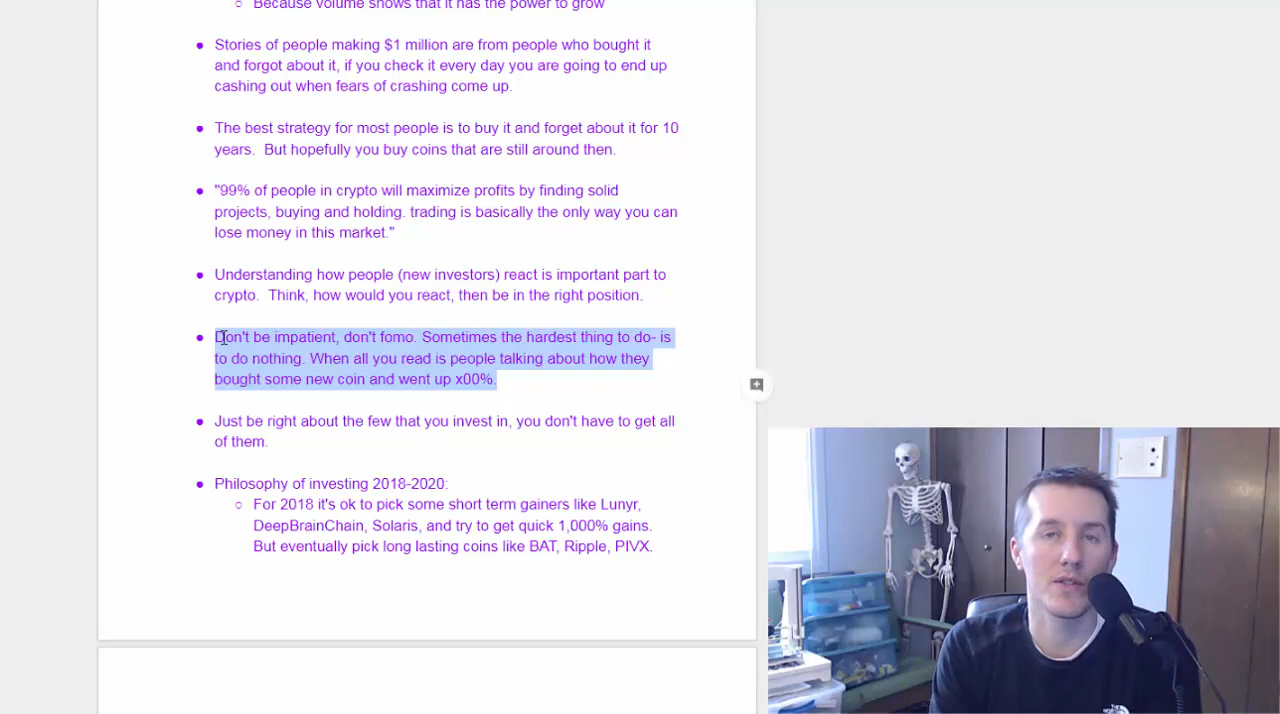 Because volume shows that it has the power to grow
Stories of people making $1 million are from people who bought it
and forgot about it, if you check it every day you are going to end up
cashing out when fears of crashing come up.
The best strategy for most people is to buy it and forget about it for 10
years.  But hopefully you buy coins that are still around then.
"99% of people in crypto will maximize profits by finding solid
projects, buying and holding. trading is basically the only way you can
lose money in this market."
Understanding how people (new investors) react is important part to
crypto.  Think, how would you react, then be in the right position.
Don't be impatient, don't fomo. Sometimes the hardest thing to do- is
to do nothing. When all you read is people talking about how they
bought some new coin and went up x00%.
Just be right about the few that you invest in, you don't have to get all
of them.
Philosophy of investing 2018-2020:
For 2018 it's ok to pick some short term gainers like Lunyr,
DeepBrainChain, Solaris, and try to get quick 1,000% gains.
But eventually pick long lasting coins like BAT, Ripple, PIVX.